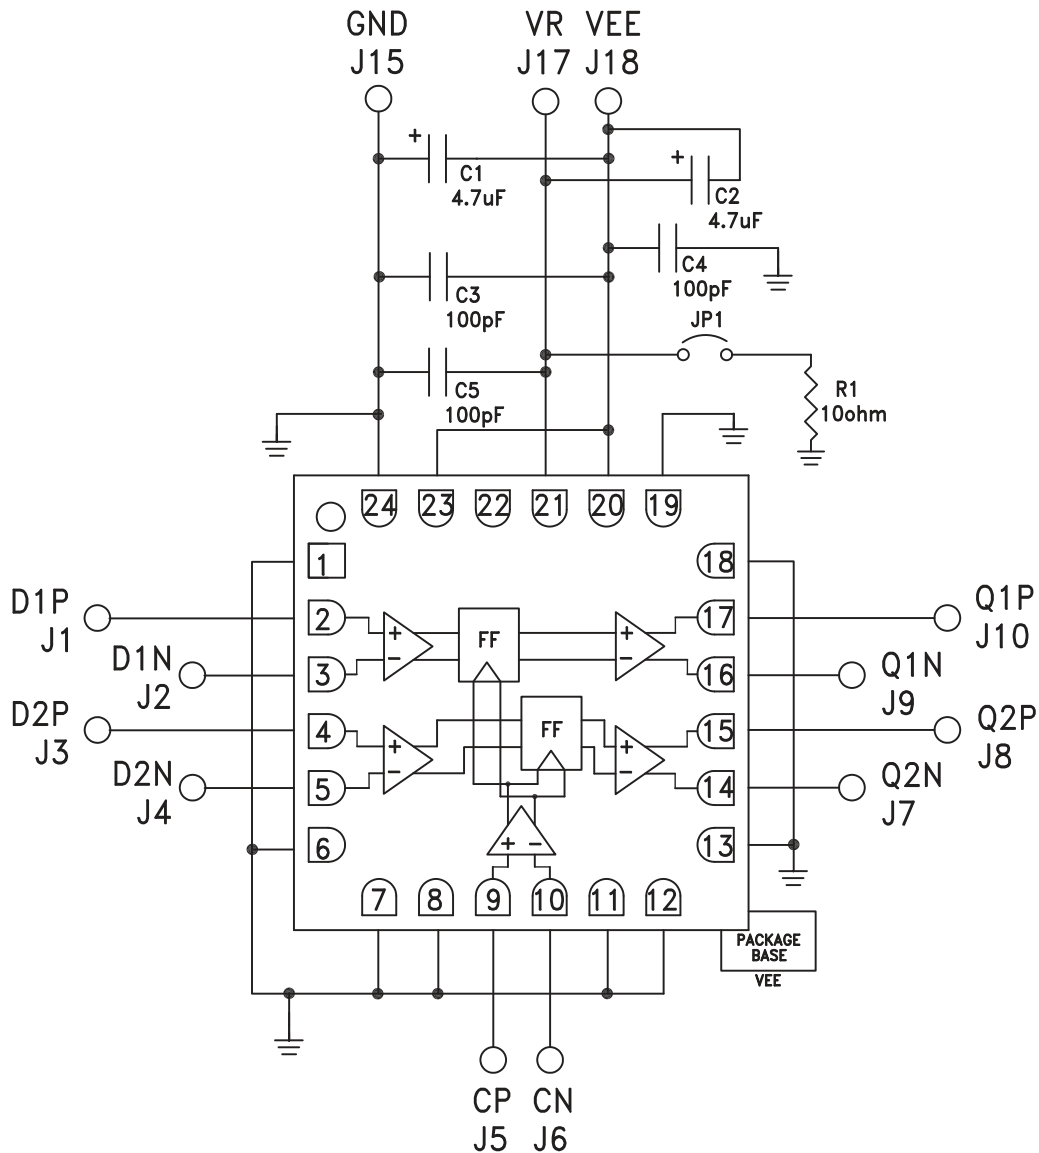 GND VR VEE
J15 J17 J18
+
C1
4.7uF
+
C2
4.7uF
C4
100pF
C3
100pF
JP1
C5
100pF
R1
10ohm
24 23 22 21 20 19
1
18
D1P
J1
2
+
-
FF
+
-
17
Q1P
J10
D1N
J2
3
16
Q1N
J9
D2P
J3
4
+
-
FF
+
-
15
Q2P
J8
D2N
J4
5
14
Q2N
J7
6
+ -
13
7 8 9 10 11 12
PACKAGE
BASE
VEE
CP CN
J5 J6